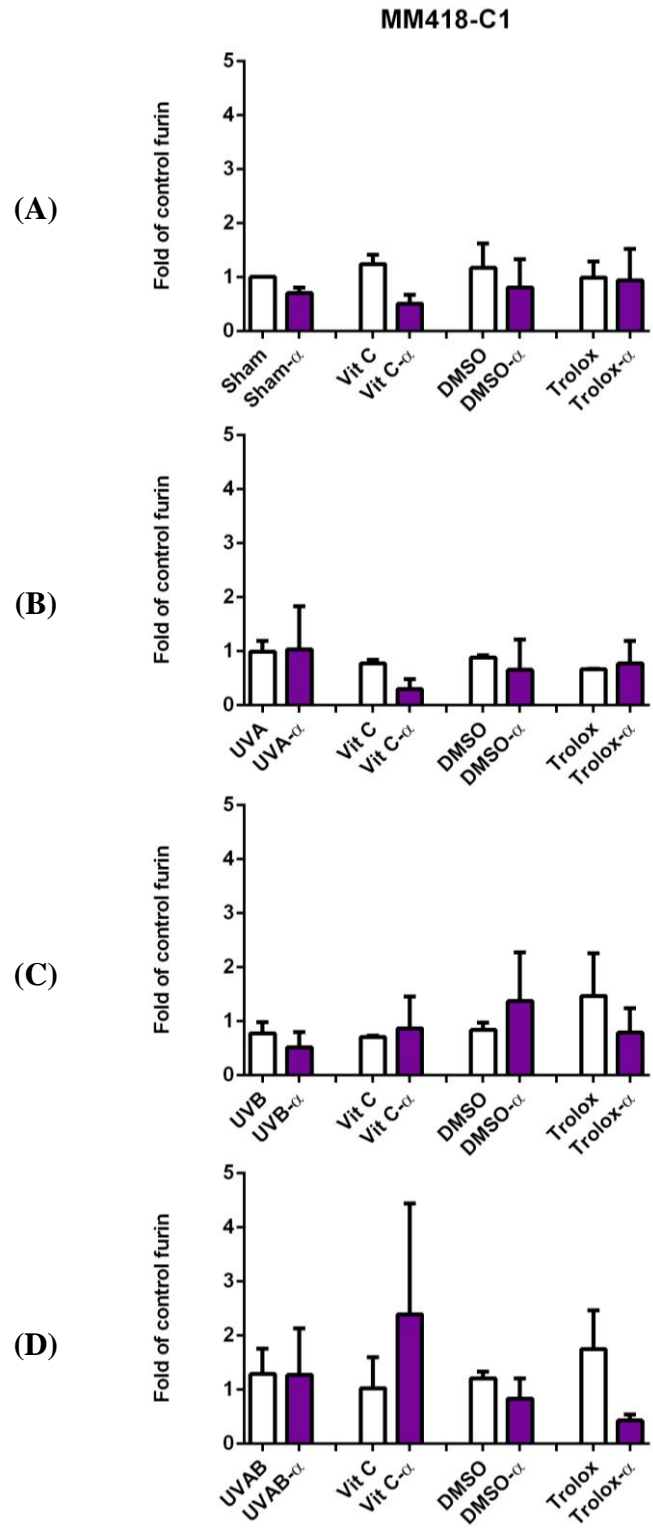 MM418-C1
(A)
Fold of control furin
5
4
3
2
1
0
Sham
Sham-α
Vit C
Vit C-α
DMSO
DMSO-α
Trolox
Trolox-α
(B)
Fold of control furin
5
4
3
2
1
0
UVA
UVA-α
Vit C
Vit C-α
DMSO
DMSO-α
Trolox
Trolox-α
(C)
Fold of control furin
5
4
3
2
1
0
UVB
UVB-α
Vit C
Vit C-α
DMSO
DMSO-α
Trolox
Trolox-α
(D)
Fold of control furin
5
4
3
2
1
0
UVAB
UVAB-α
Vit C
Vit C-α
DMSO
DMSO-α
Trolox
Trolox-α